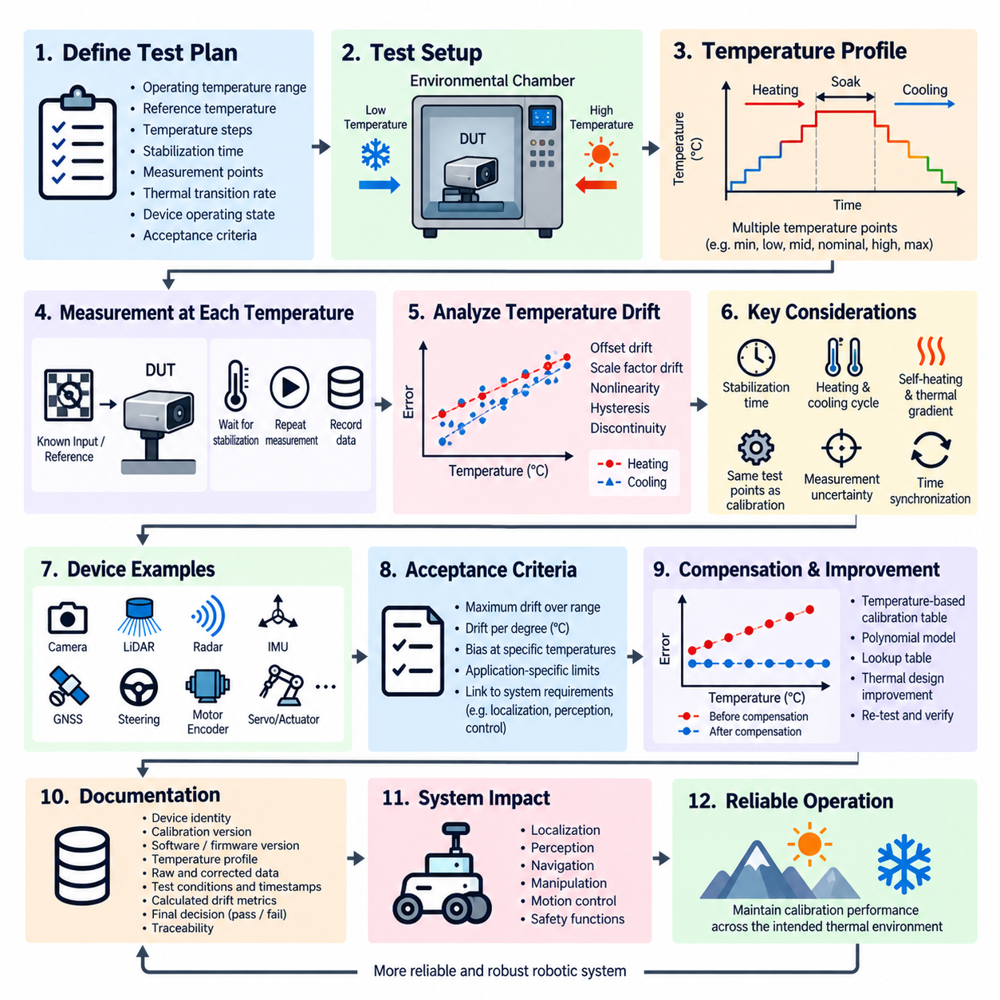 1. Define Test Plan
• Operating temperature range
• Reference temperature
• Temperature steps
• Stabilization time
• Measurement points
• Thermal transition rate
• Device operating state
• Acceptance criteria
2. Test Setup
Environmental Chamber
Low
Temperature
DUT
High
Temperature
3. Temperature Profile
Heating
Soak
Cooling
Temperature
(°C)
Time
Multiple temperature points
(e.g. min, low, mid, nominal, high, max)
4. Measurement at Each Temperature
Known Input /
Reference
DUT
Wait for
stabilization
Repeat
measurement
Record
data
5. Analyze Temperature Drift
Error
Temperature (°C)
Offset drift
Scale factor drift
Nonlinearity
Hysteresis
Discontinuity
Heating
Cooling
6. Key Considerations
Stabilization
time
Heating &
cooling cycle
Self-heating
& thermal
gradient
Same test
points as
calibration
Measurement
uncertainty
Time
synchronization
7. Device Examples
Camera
LiDAR
Radar
IMU
GNSS
Steering
Motor
Encoder
Servo/Actuator
...
8. Acceptance Criteria
• Maximum drift over range
• Drift per degree (°C)
• Bias at specific temperatures
• Application-specific limits
• Link to system requirements
(e.g. localization, perception,
control)
9. Compensation & Improvement
Error
Temperature (°C)
Before compensation
After compensation
• Temperature-based
calibration table
• Polynomial model
• Lookup table
• Thermal design
improvement
• Re-test and verify
10. Documentation
• Device identity
• Calibration version
• Software / firmware version
• Temperature profile
• Raw and corrected data
• Test conditions and timestamps
• Calculated drift metrics
• Final decision (pass / fail)
• Traceability
11. System Impact
• Localization
• Perception
• Navigation
• Manipulation
• Motion control
• Safety functions
12. Reliable Operation
Maintain calibration performance
across the intended thermal environment
More reliable and robust robotic system